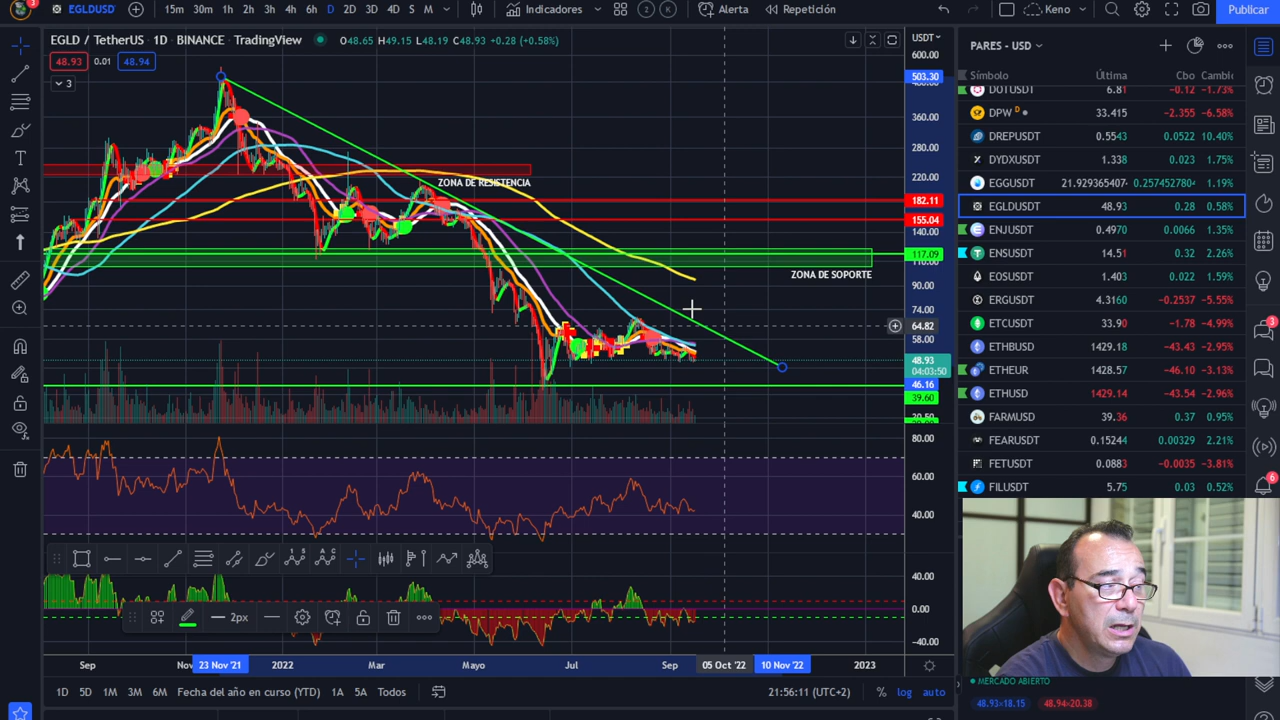 3
EGLDUSD
15m 30m 1h 2h 3h 4h 6h D 2D 3D 4D S M
Indicadores
2
Alerta
Repetición
Keno
Publicar
EGLD / TetherUS · 1D · BINANCE · TradingView
O48.65 H49.15 L48.19 C48.93 +0.28 (+0.58%)
48.93 0.01 48.94
3
USDT
600.00
503.30
360.00
280.00
220.00
182.11
155.04
140.00
117.09
110.00
90.00
74.00
64.82
58.00
48.93
04:03:50
46.16
39.60
ZONA DE RESISTENCIA
ZONA DE SOPORTE
80.00
60.00
40.00
40.00
0.00
−40.00
2px
Sep
Nov
23 Nov '21
2022
Mar
Mayo
Jul
Sep
05 Oct '22
10 Nov '22
2023
1D 5D 1M 3M 6M Fecha del año en curso (YTD) 1A 5A Todos
21:56:11 (UTC+2)
% log auto
PARES - USD
Símbolo Última Cbo Cambio
DOTUSDT 6.81 −0.12 −1.73%
DPW D 33.415 −2.355 −6.58%
DREPUSDT 0.5543 0.0522 10.40%
DYDXUSDT 1.338 0.023 1.75%
EGGUSDT 21.929365407 0.257452780 1.19%
EGLDUSDT 48.93 0.28 0.58%
ENJUSDT 0.4970 0.0066 1.35%
ENSUSDT 14.51 0.32 2.26%
EOSUSDT 1.403 0.022 1.59%
ERGUSDT 4.3160 −0.2537 −5.55%
ETCUSDT 33.90 −1.78 −4.99%
ETHBUSD 1429.18 −43.43 −2.95%
ETHEUR 1428.57 −46.10 −3.13%
ETHUSD 1429.14 −43.54 −2.96%
FARMUSD 39.36 0.37 0.95%
FEARUSDT 0.15244 0.00329 2.21%
FETUSDT 0.0883 −0.0035 −3.81%
FILUSDT 5.75 0.03 0.52%
3
6
MERCADO ABIERTO
48.93×18.15 48.94×20.38